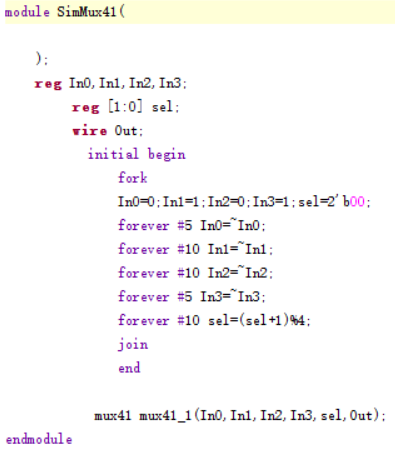 module SimMux41(
);
reg In0,In1,In2,In3;
reg [1:0] sel;
wire Out;
initial begin
fork
In0=0;In1=1;In2=0;In3=1;sel=2'b00;
forever #5 In0=~In0;
forever #10 In1=~In1;
forever #10 In2=~In2;
forever #5 In3=~In3;
forever #10 sel=(sel+1)%4;
join
end
mux41 mux41_1(In0,In1,In2,In3,sel,Out);
endmodule